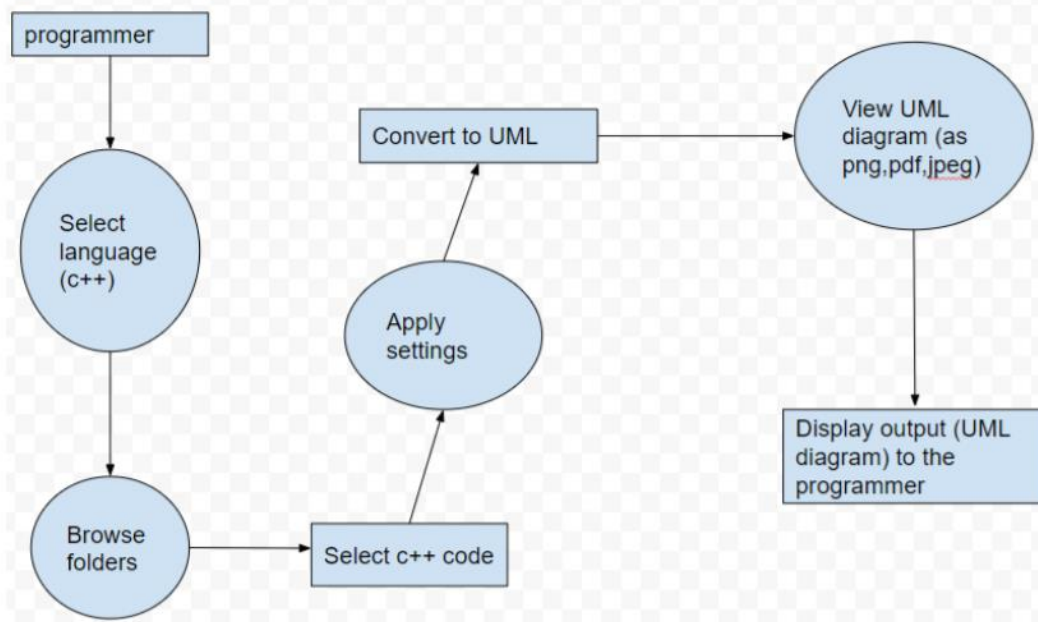 programmer
Select
language
(c++)
Browse
folders
Select c++ code
Apply
settings
Convert to UML
View UML
diagram (as
png,pdf,jpeg)
Display output (UML
diagram) to the
programmer